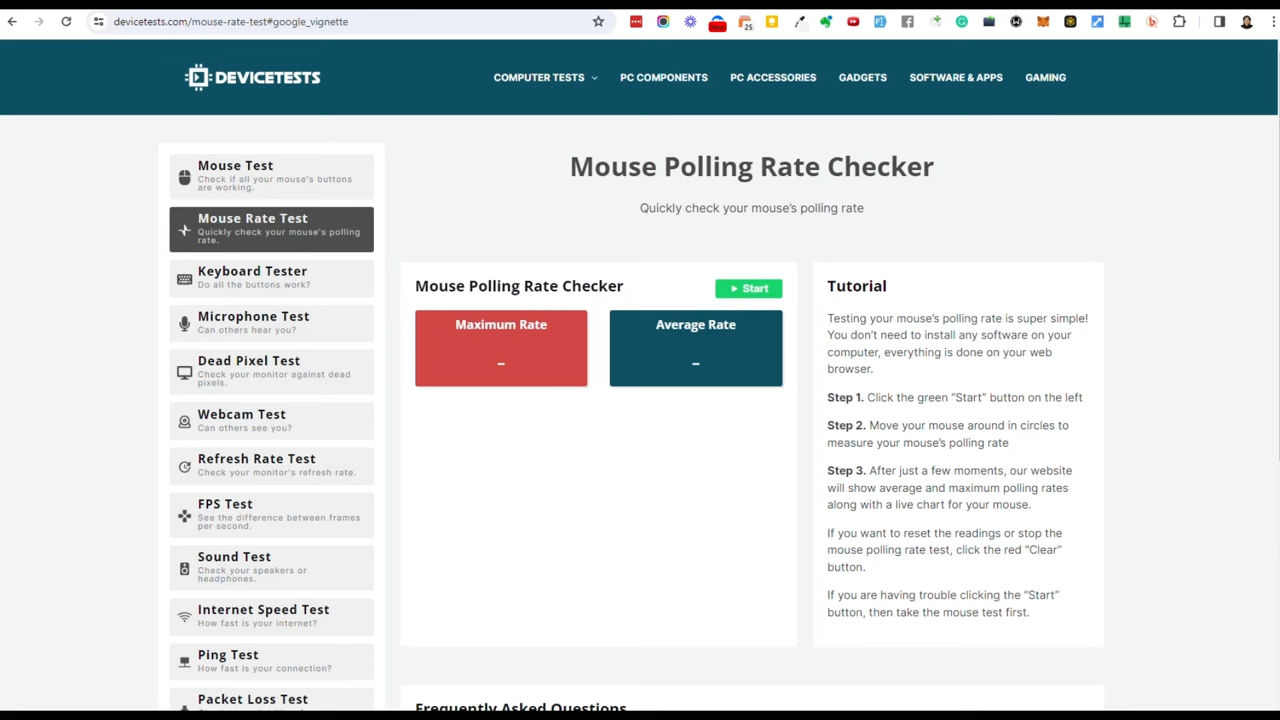 devicetests.com/mouse-rate-test#google_vignette
25
DEVICETESTS
COMPUTER TESTS
PC COMPONENTS
PC ACCESSORIES
GADGETS
SOFTWARE & APPS
GAMING
Mouse Test
Check if all your mouse's buttons
are working.
Mouse Rate Test
Quickly check your mouse's polling
rate.
Keyboard Tester
Do all the buttons work?
Microphone Test
Can others hear you?
Dead Pixel Test
Check your monitor against dead
pixels.
Webcam Test
Can others see you?
Refresh Rate Test
Check your monitor's refresh rate.
FPS Test
See the difference between frames
per second.
Sound Test
Check your speakers or
headphones.
Internet Speed Test
How fast is your internet?
Ping Test
How fast is your connection?
Packet Loss Test
Mouse Polling Rate Checker
Quickly check your mouse’s polling rate
Mouse Polling Rate Checker
Start
Maximum Rate
–
Average Rate
–
Tutorial
Testing your mouse’s polling rate is super simple!
You don’t need to install any software on your
computer, everything is done on your web
browser.
Step 1. Click the green “Start” button on the left
Step 2. Move your mouse around in circles to
measure your mouse’s polling rate
Step 3. After just a few moments, our website
will show average and maximum polling rates
along with a live chart for your mouse.
If you want to reset the readings or stop the
mouse polling rate test, click the red “Clear”
button.
If you are having trouble clicking the “Start”
button, then take the mouse test first.
Frequently Asked Questions